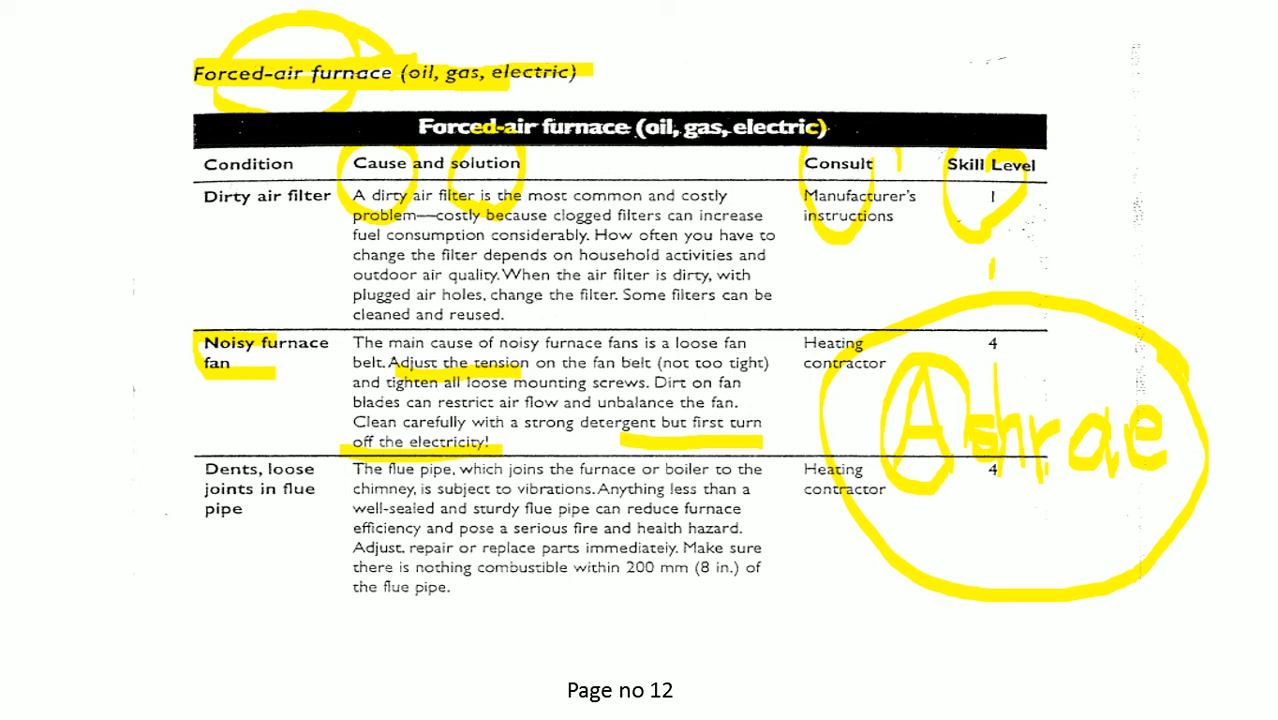 Forced-air furnace (oil, gas, electric)
Forced-air furnace (oil, gas, electric)
Condition Cause and solution Consult Skill Level
Dirty air filter A dirty air filter is the most common and costly Manufacturer's 1
problem—costly because clogged filters can increase instructions
fuel consumption considerably. How often you have to
change the filter depends on household activities and
outdoor air quality. When the air filter is dirty, with
plugged air holes, change the filter. Some filters can be
cleaned and reused.
Noisy furnace The main cause of noisy furnace fans is a loose fan Heating 4
fan belt. Adjust the tension on the fan belt (not too tight) contractor
and tighten all loose mounting screws. Dirt on fan
blades can restrict air flow and unbalance the fan.
Clean carefully with a strong detergent but first turn
off the electricity!
Ashrae
Dents, loose The flue pipe, which joins the furnace or boiler to the Heating 4
joints in flue chimney, is subject to vibrations. Anything less than a contractor
pipe well-sealed and sturdy flue pipe can reduce furnace
efficiency and pose a serious fire and health hazard.
Adjust, repair or replace parts immediately. Make sure
there is nothing combustible within 200 mm (8 in.) of
the flue pipe.
Page no 12